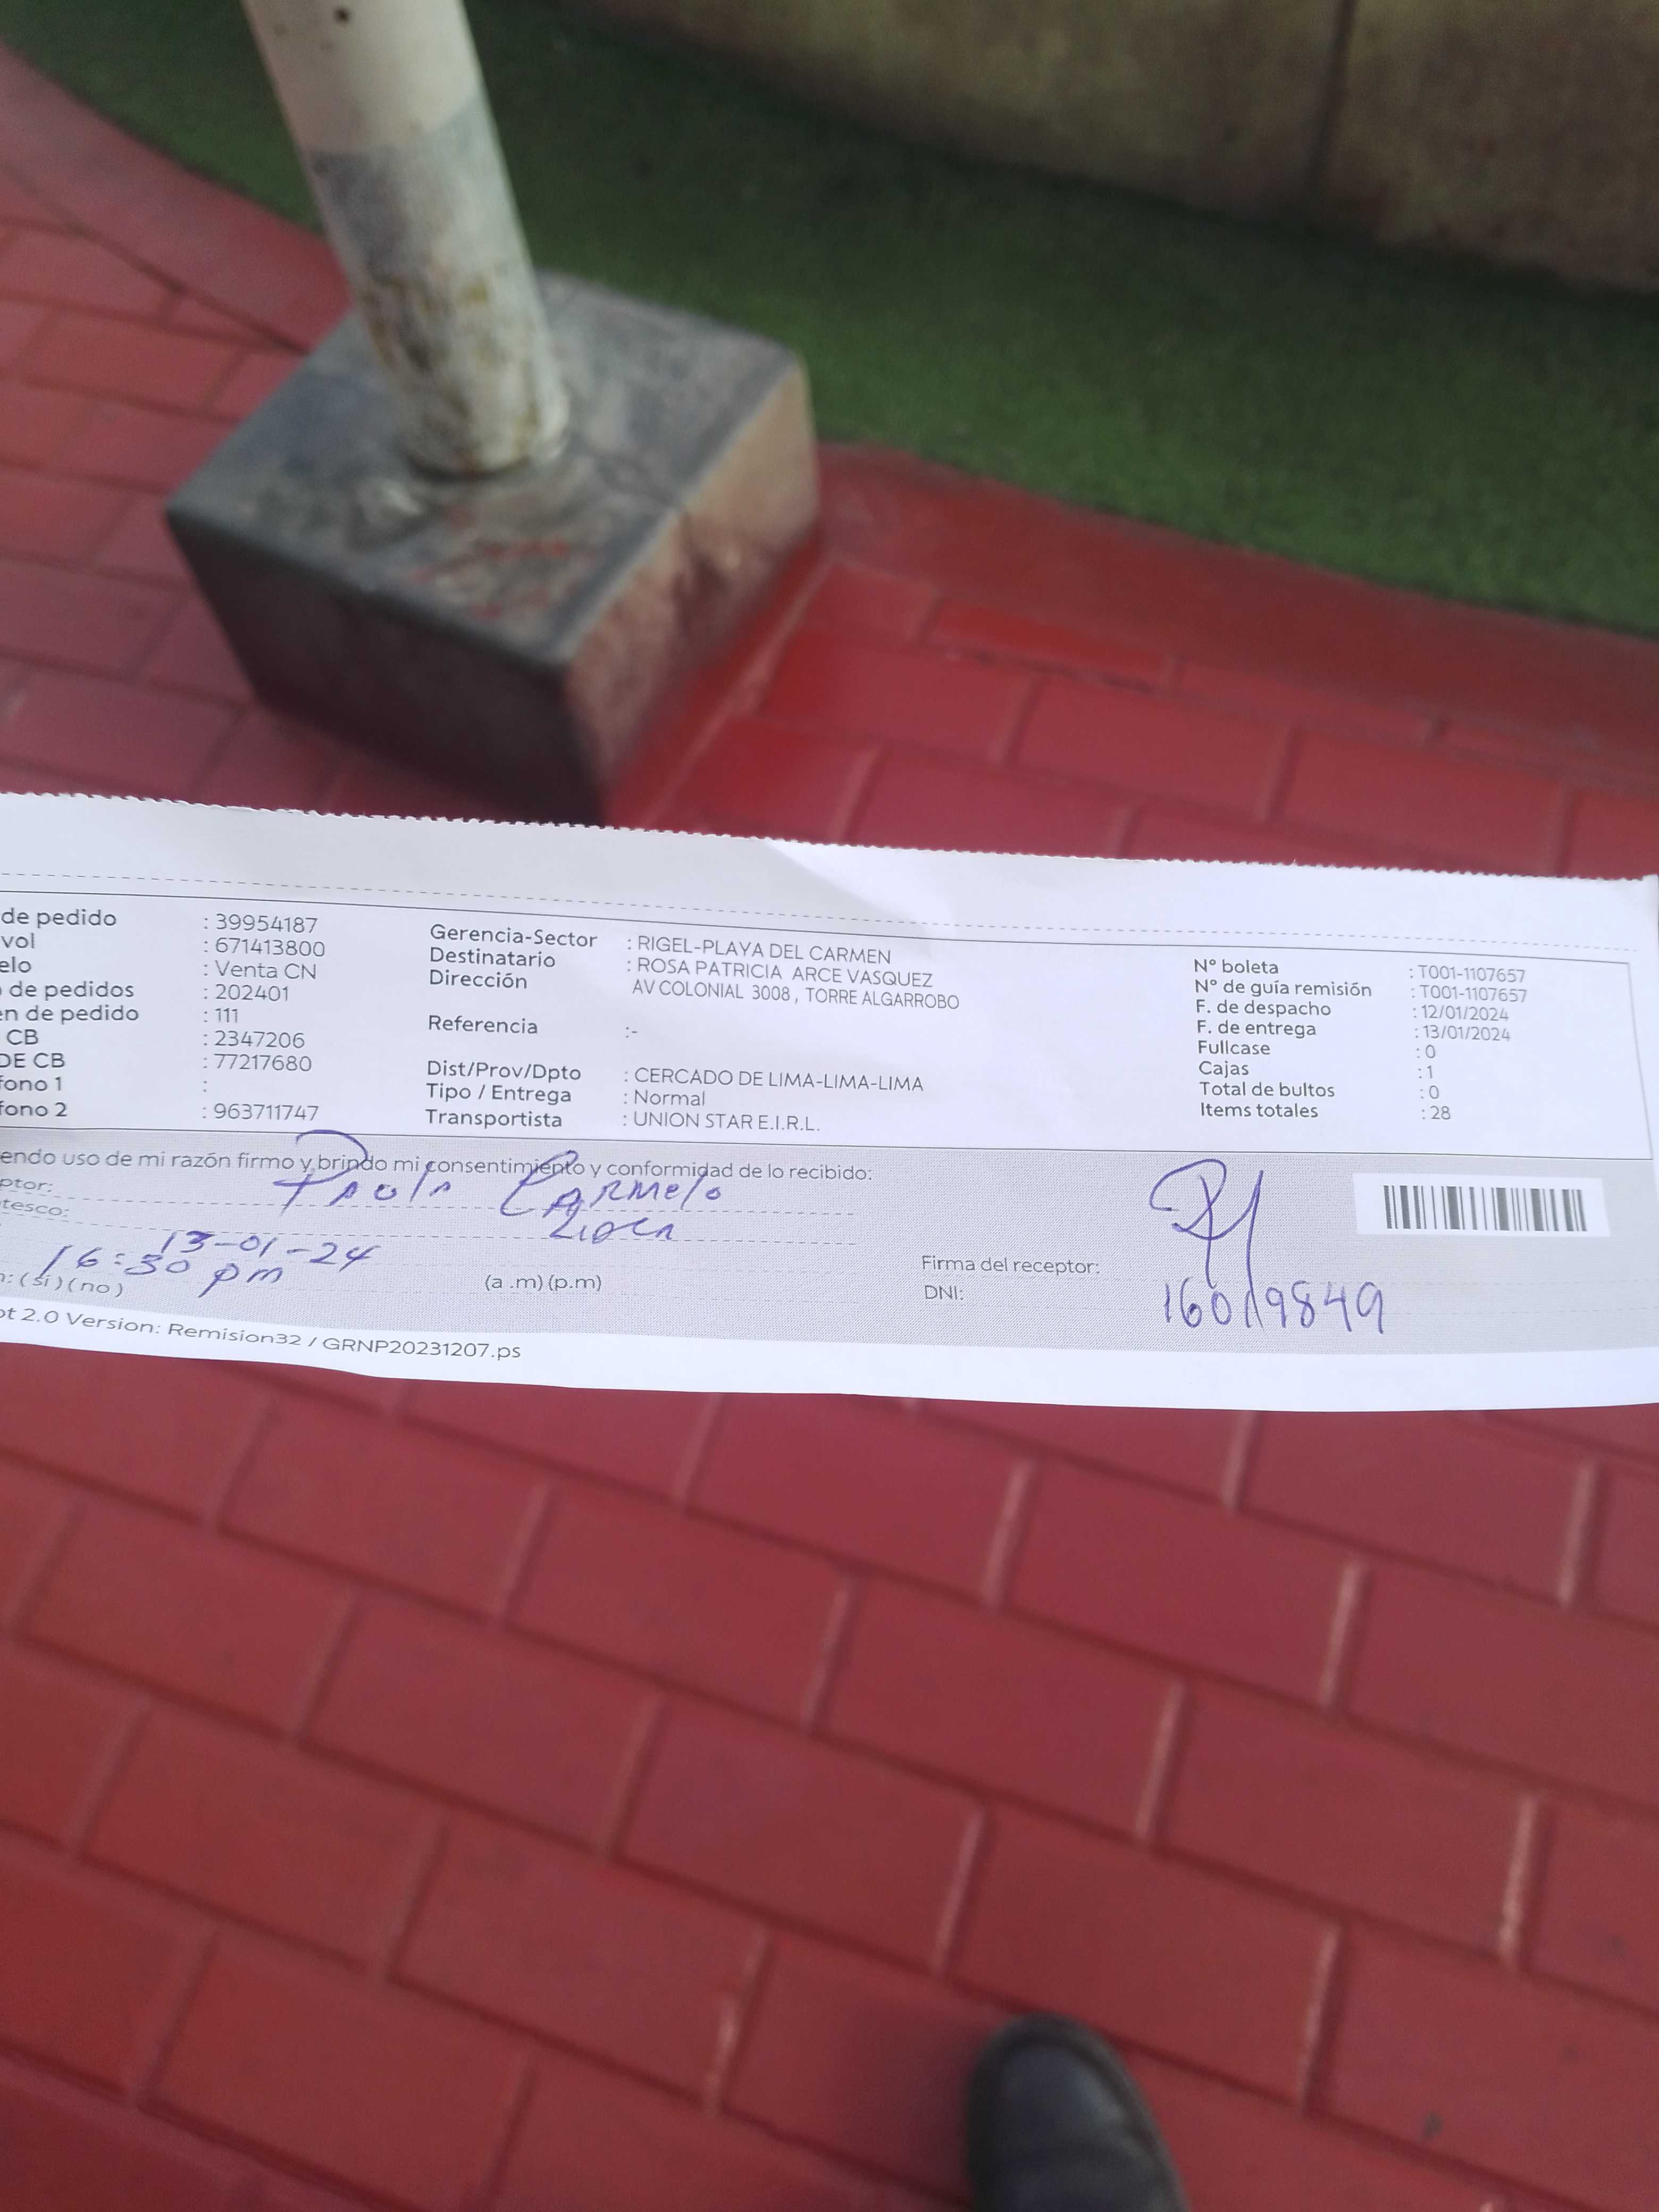 de pedido : 39954187
vol : 671413800
elo : Venta CN
de pedidos : 202401
en de pedido : 111
CB : 2347206
DE CB : 77217680
fono 1 :
fono 2 : 963711747
Gerencia-Sector : RIGEL-PLAYA DEL CARMEN
Destinatario : ROSA PATRICIA ARCE VASQUEZ
Dirección AV COLONIAL 3008, TORRE ALGARROBO
Referencia :-
Dist/Prov/Dpto : CERCADO DE LIMA-LIMA-LIMA
Tipo / Entrega : Normal
Transportista : UNION STAR E.I.R.L.
Nº boleta : T001-1107657
Nº de guía remisión : T001-1107657
F. de despacho : 12/01/2024
F. de entrega : 13/01/2024
Fullcase : 0
Cajas : 1
Total de bultos : 0
Items totales : 28
endo uso de mi razón firmo y brindo mi consentimiento y conformidad de lo recibido:
ptor: Paola Carmelo
tesco:
13-01-24
16:30 pm (a .m) (p.m)
n: (si) (no)
Firma del receptor:
DNI: 16019849
ot 2.0 Version: Remision32 / GRNP20231207.ps